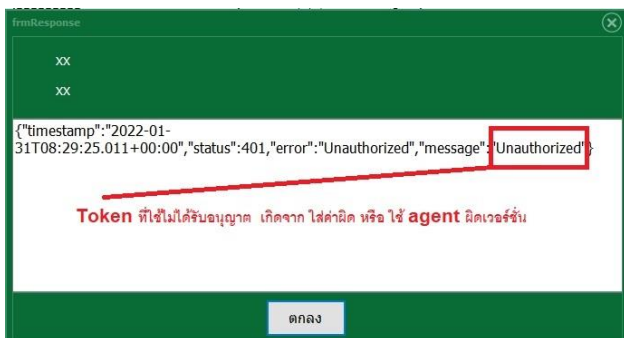 frmResponse
xx
xx
{"timestamp":"2022-01-
31T08:29:25.011+00:00","status":401,"error":"Unauthorized","message":"Unauthorized"}
Token ที่ใช้ไม่ได้รับอนุญาต เกิดจาก ใส่ค่าผิด หรือ ใช้ agent ผิดเวอร์ชั่น
ตกลง